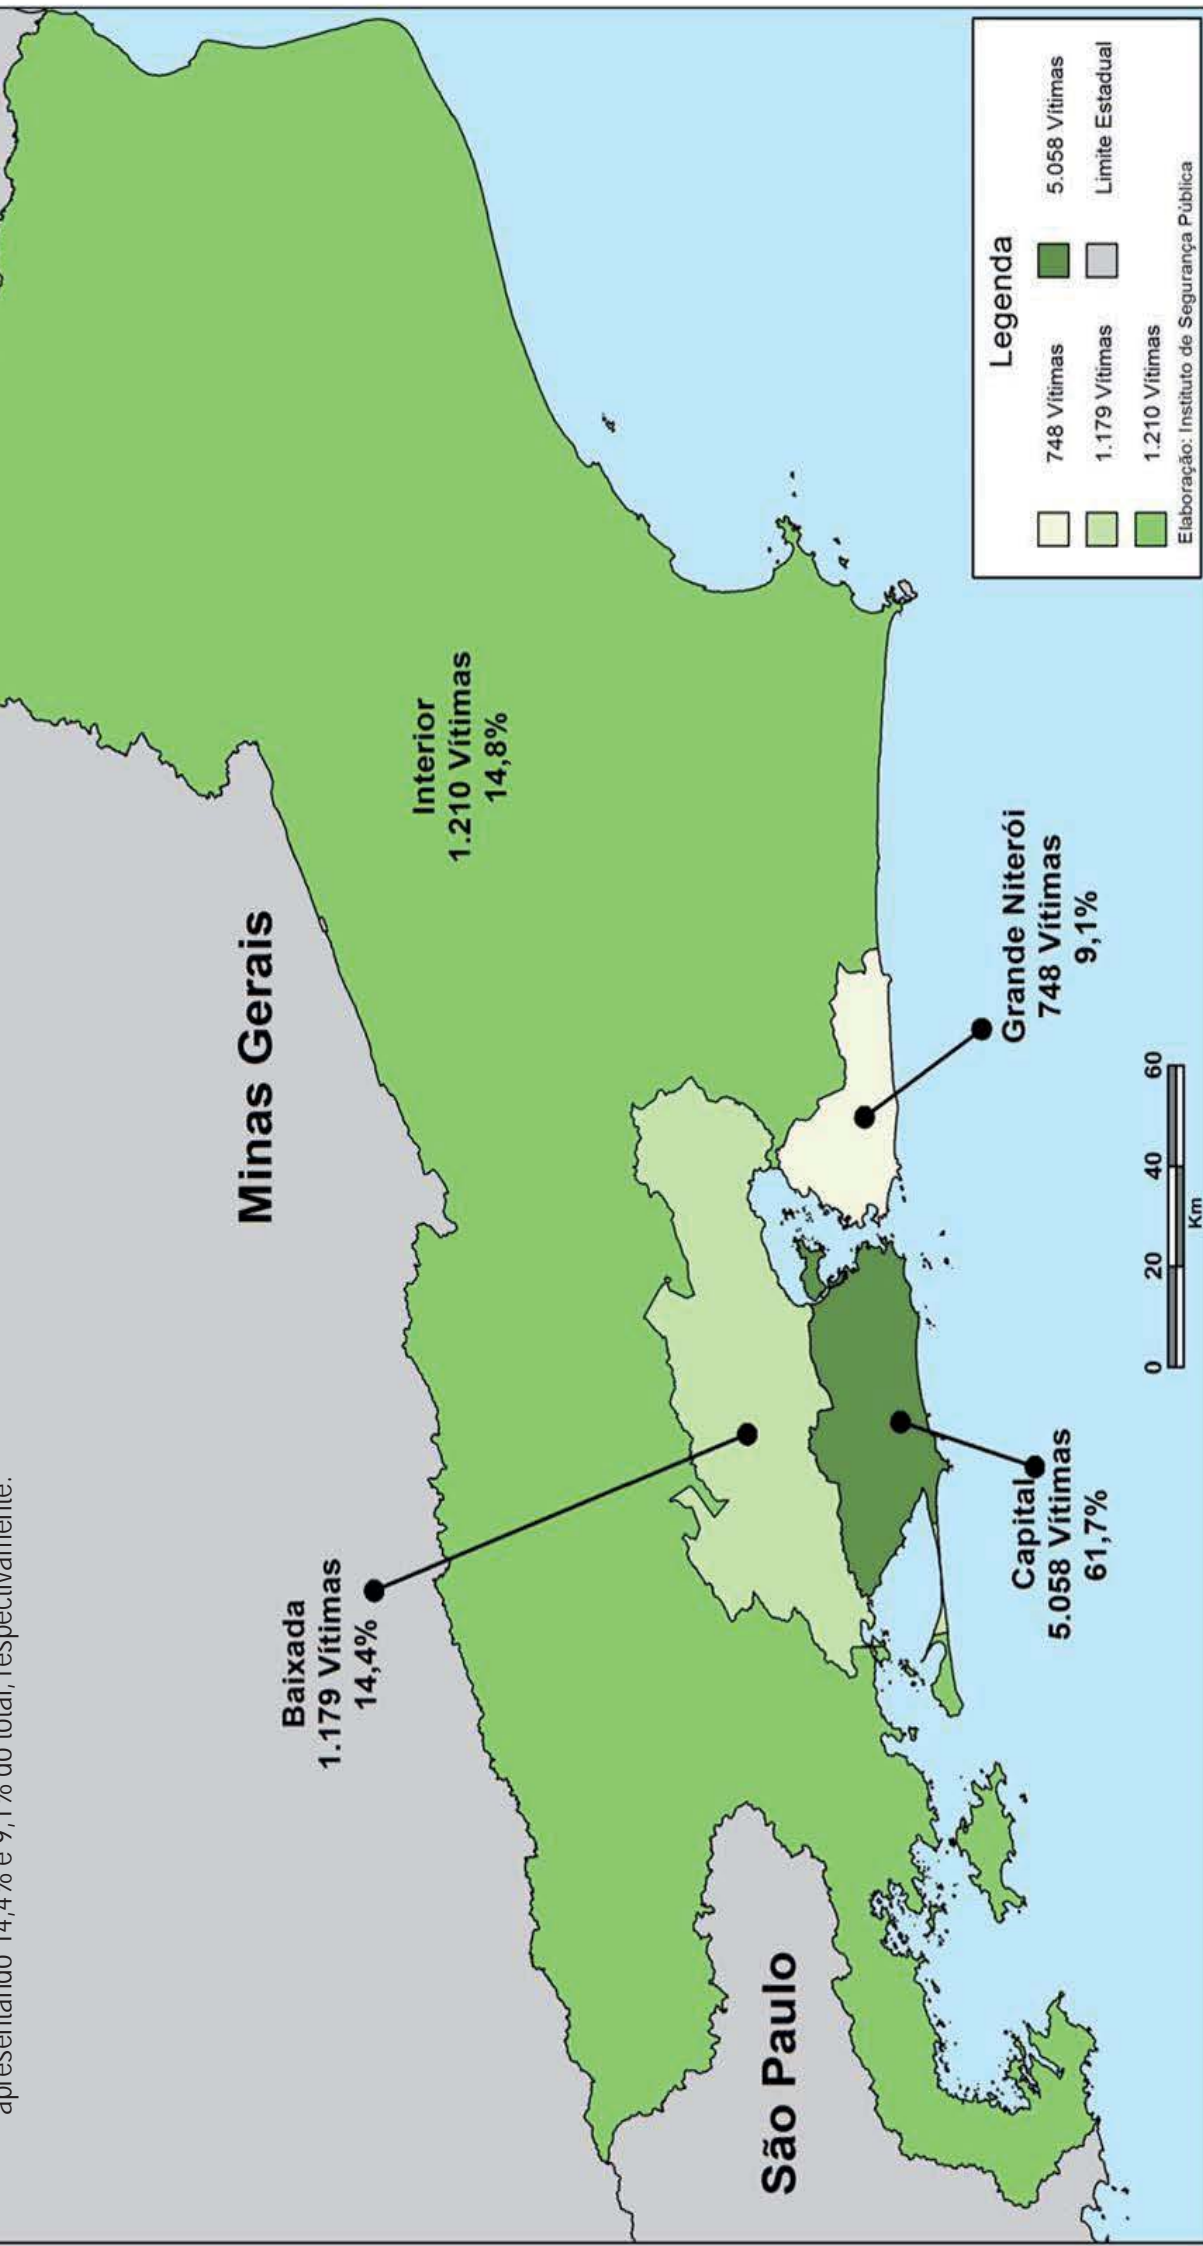 apresentando 14,4% e 9,1% do total, respectivamente.
Minas Gerais
Baixada
1.179 Vítimas
14,4%
Interior
1.210 Vítimas
14,8%
São Paulo
Capital
5.058 Vítimas
61,7%
Grande Niterói
748 Vítimas
9,1%
0 20 40 60
Km
Legenda
748 Vítimas
5.058 Vítimas
1.179 Vítimas
Limite Estadual
1.210 Vítimas
Elaboração: Instituto de Segurança Pública